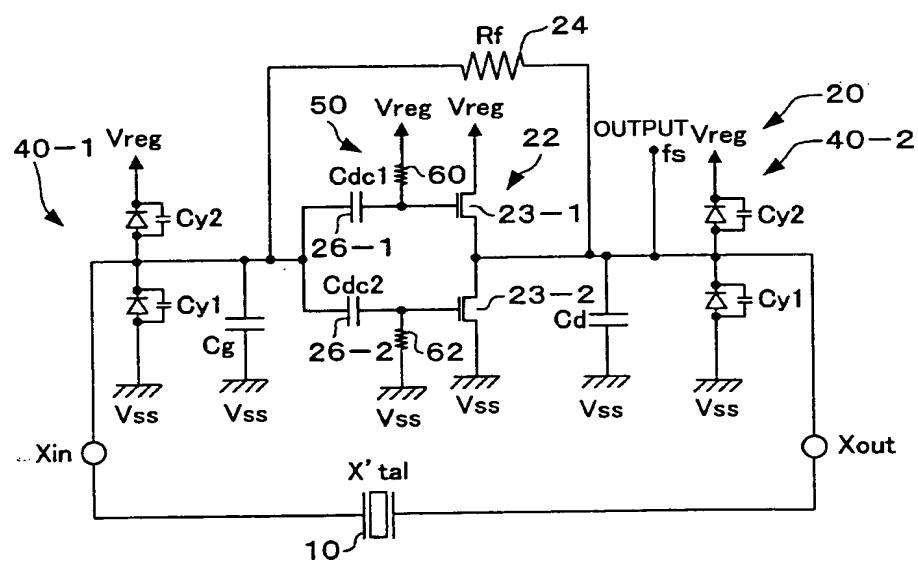 Rf
24
50
Vreg
Vreg
OUTPUT
fs
Vreg
20
40-2
40-1
Vreg
Cdc1
60
22
Cy2
26-1
23-1
Cy2
Cdc2
Cy1
Cg
26-2
62
23-2
Cd
Cy1
Vss
Vss
Vss
Vss
Vss
Vss
Xin
X'tal
Xout
10